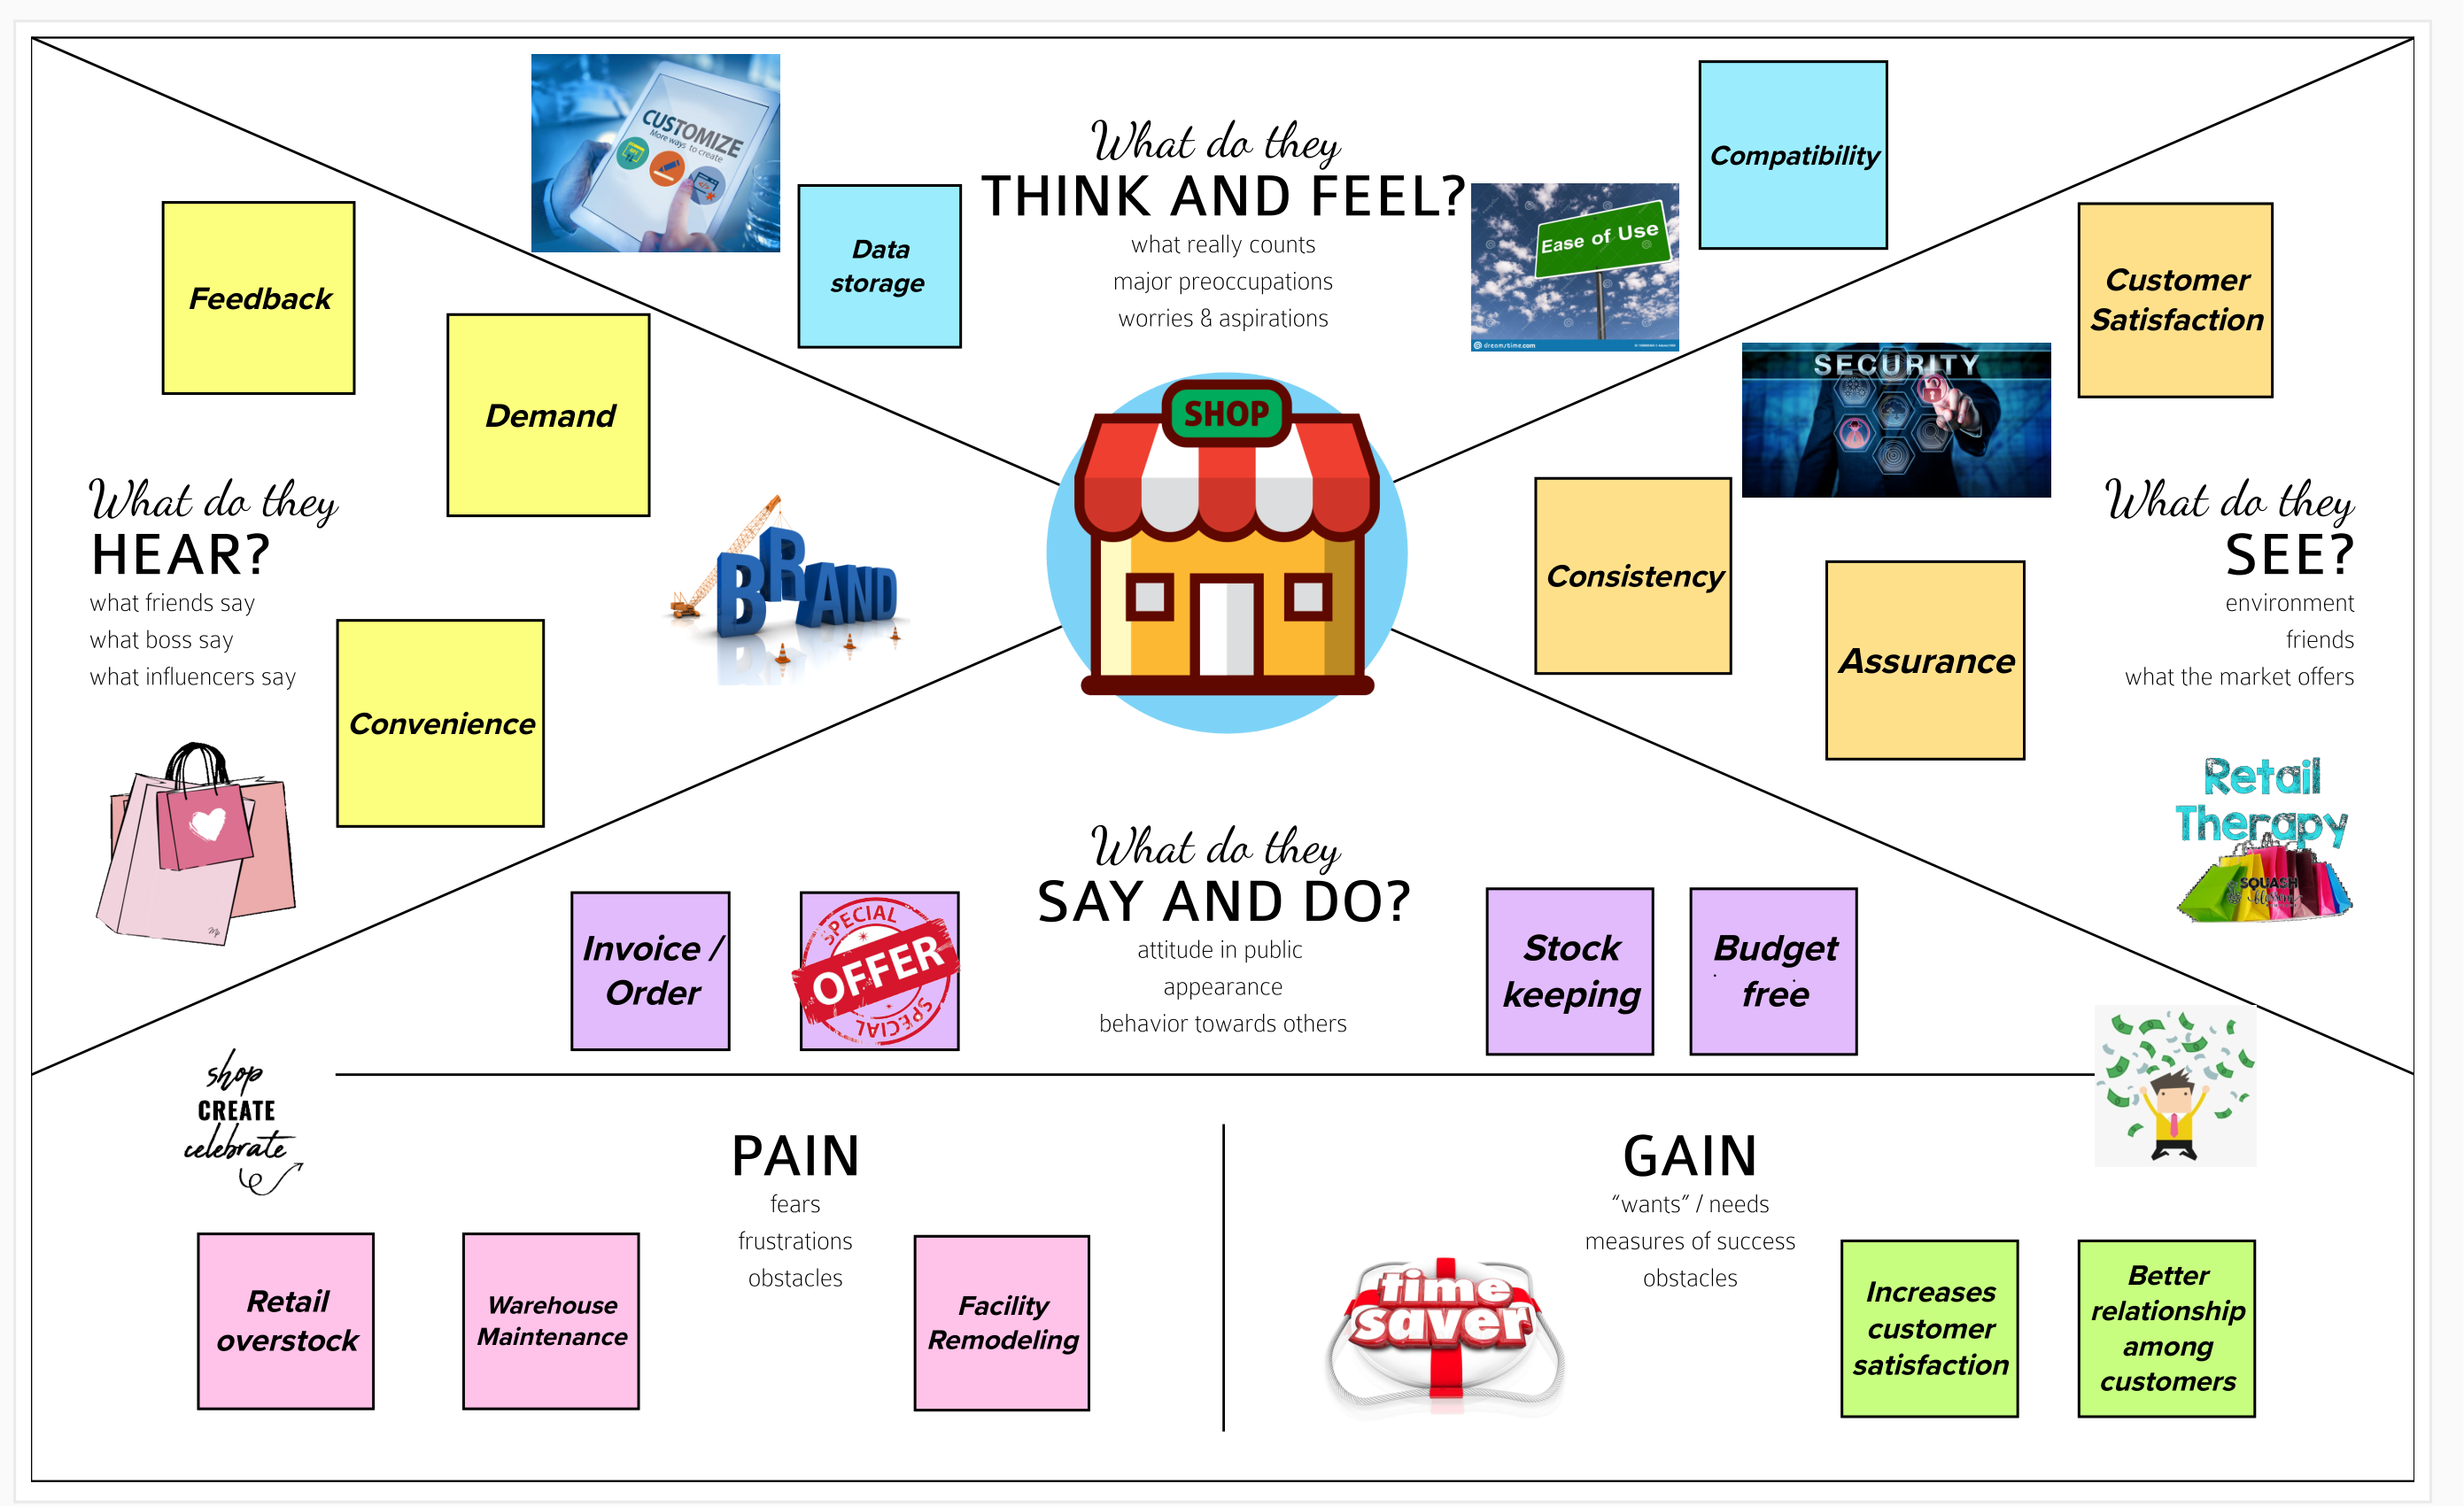 CUSTOMIZE
More ways to create
What do they
THINK AND FEEL?
what really counts
major preoccupations
worries & aspirations
Data
storage
Ease of Use
dreamstime.com
Compatibility
Feedback
Demand
What do they
HEAR?
what friends say
what boss say
what influencers say
Convenience
BRAND
SHOP
Customer
Satisfaction
SECURITY
Consistency
Assurance
What do they
SEE?
environment
friends
what the market offers
Retail
Therapy
SQUASH
blossom
What do they
SAY AND DO?
attitude in public
appearance
behavior towards others
Invoice /
Order
SPECIAL
OFFER
SPECIAL
Stock
keeping
Budget
free
shop
CREATE
celebrate
PAIN
fears
frustrations
obstacles
Retail
overstock
Warehouse
Maintenance
Facility
Remodeling
GAIN
“wants” / needs
measures of success
obstacles
time
saver
Increases
customer
satisfaction
Better
relationship
among
customers